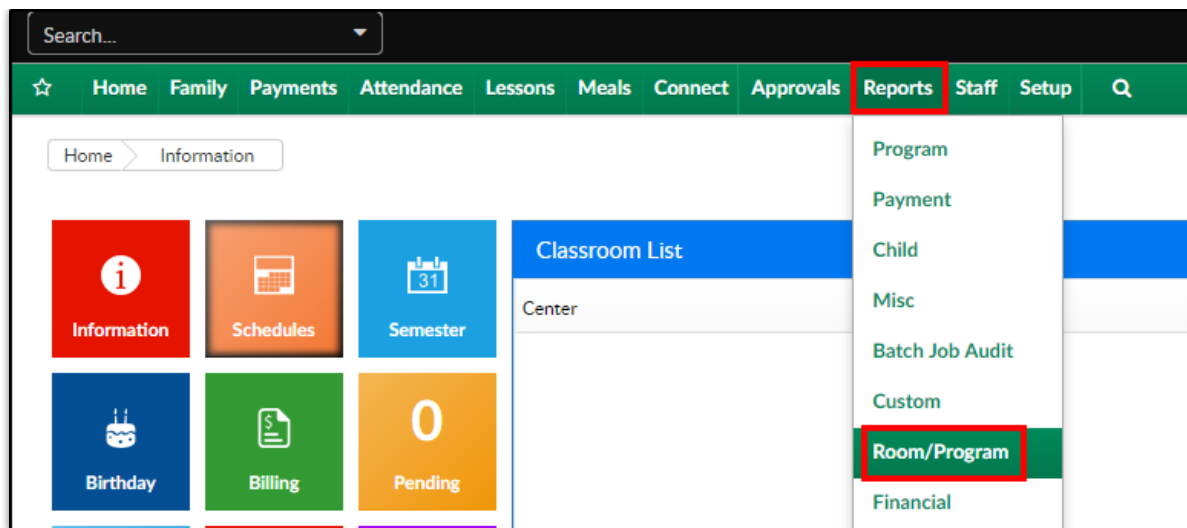 Search...
Home Family Payments Attendance Lessons Meals Connect Approvals Reports Staff Setup
Home Information
Program
Payment
Child
Misc
Batch Job Audit
Custom
Room/Program
Financial
Classroom List
Center
Information
Schedules
31
Semester
Birthday
$
Billing
0
Pending